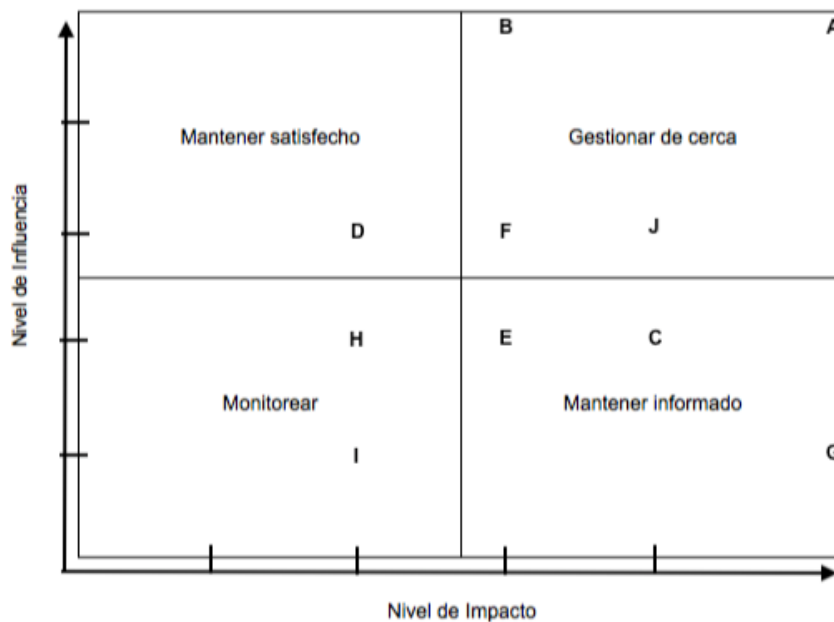 B A
Mantener satisfecho Gestionar de cerca
D F J
Nivel de Influencia
H E C
Monitorear Mantener informado
I G
Nivel de Impacto